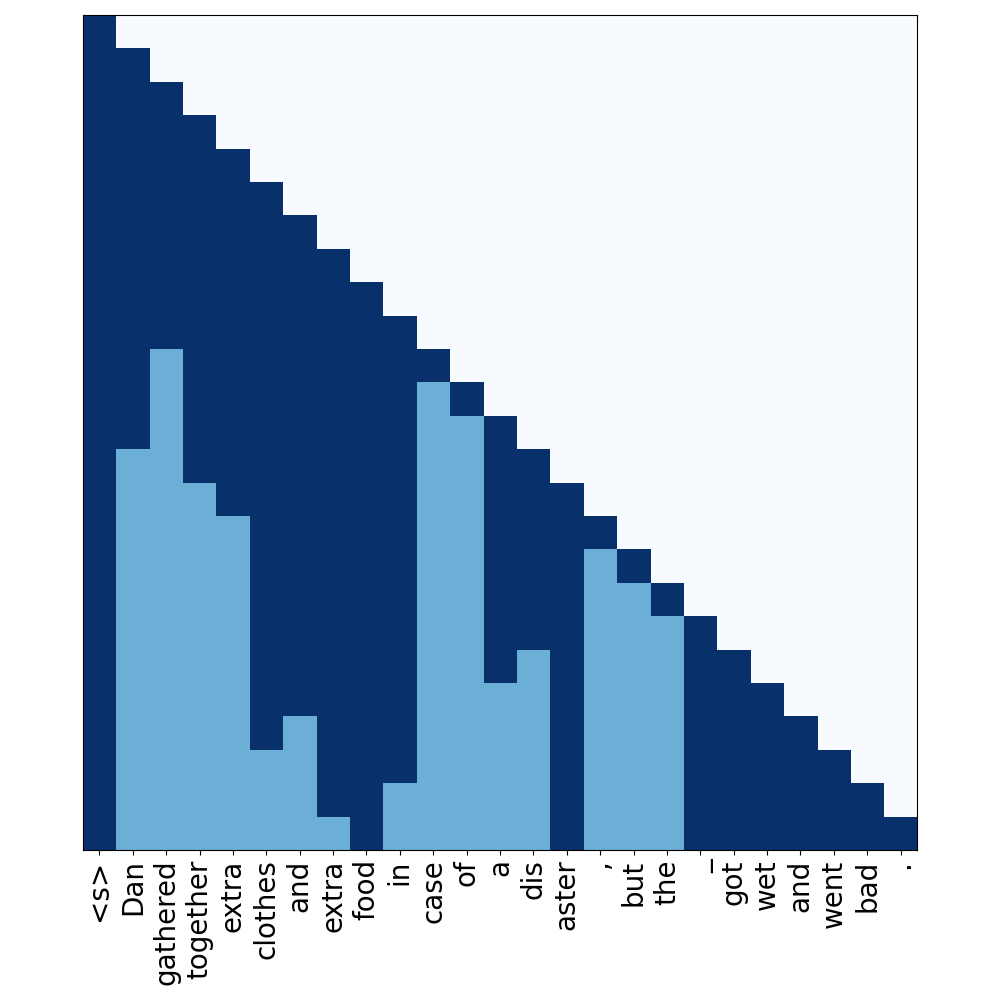 <s>
Dan
gathered
together
extra
clothes
and
extra
food
in
case
of
a
dis
aster
,
but
the
_
got
wet
and
went
bad
.